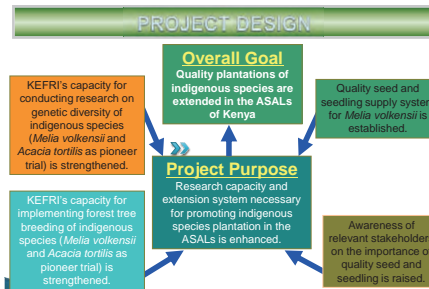 PROJECT DESIGN
Overall Goal
Quality plantations of
indigenous species are
extended in the ASALs
of Kenya
KEFRI's capacity for
conducting research on
genetic diversity of
indigenous species
(Melia volkensii and
Acacia tortilis as pioneer
trial) is strengthened.
Quality seed and
seedling supply system
for Melia volkensii is
established.
Project Purpose
Research capacity and
extension system necessary
for promoting indigenous
species plantation in the
ASALs is enhanced.
KEFRI's capacity for
implementing forest tree
breeding of indigenous
species (Melia volkensii
and Acacia tortilis as
pioneer trial) is
strengthened.
Awareness of
relevant stakeholder
on the importance of
quality seed and
seedling is raised.